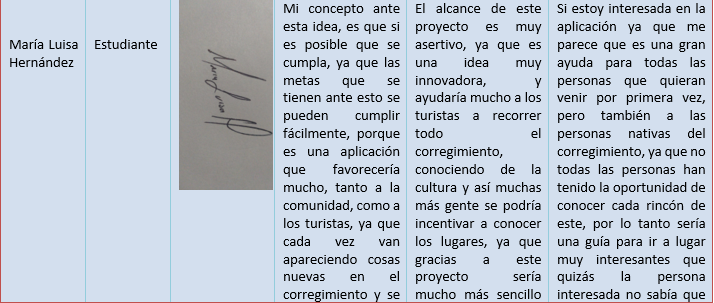 María Luisa
Hernández
Estudiante
Mi concepto ante
esta idea, es que si
es posible que se
cumpla, ya que las
metas que se
tienen ante esto se
pueden cumplir
fácilmente, porque
es una aplicación
que favorecería
mucho, tanto a la
comunidad, como a
los turistas, ya que
cada vez van
apareciendo cosas
nuevas en el
corregimiento y se
El alcance de este
proyecto es muy
asertivo, ya que es
una idea muy
innovadora, y
ayudaría mucho a los
turistas a recorrer
todo el
corregimiento,
conociendo de la
cultura y así muchas
más gente se podría
incentivar a conocer
los lugares, ya que
gracias a este
proyecto sería
mucho más sencillo
Si estoy interesada en la
aplicación ya que me
parece que es una gran
ayuda para todas las
personas que quieran
venir por primera vez,
pero también a las
personas nativas del
corregimiento, ya que no
todas las personas han
tenido la oportunidad de
conocer cada rincón de
este, por lo tanto sería
una guía para ir a lugar
muy interesantes que
quizás la persona
interesada no sabía que